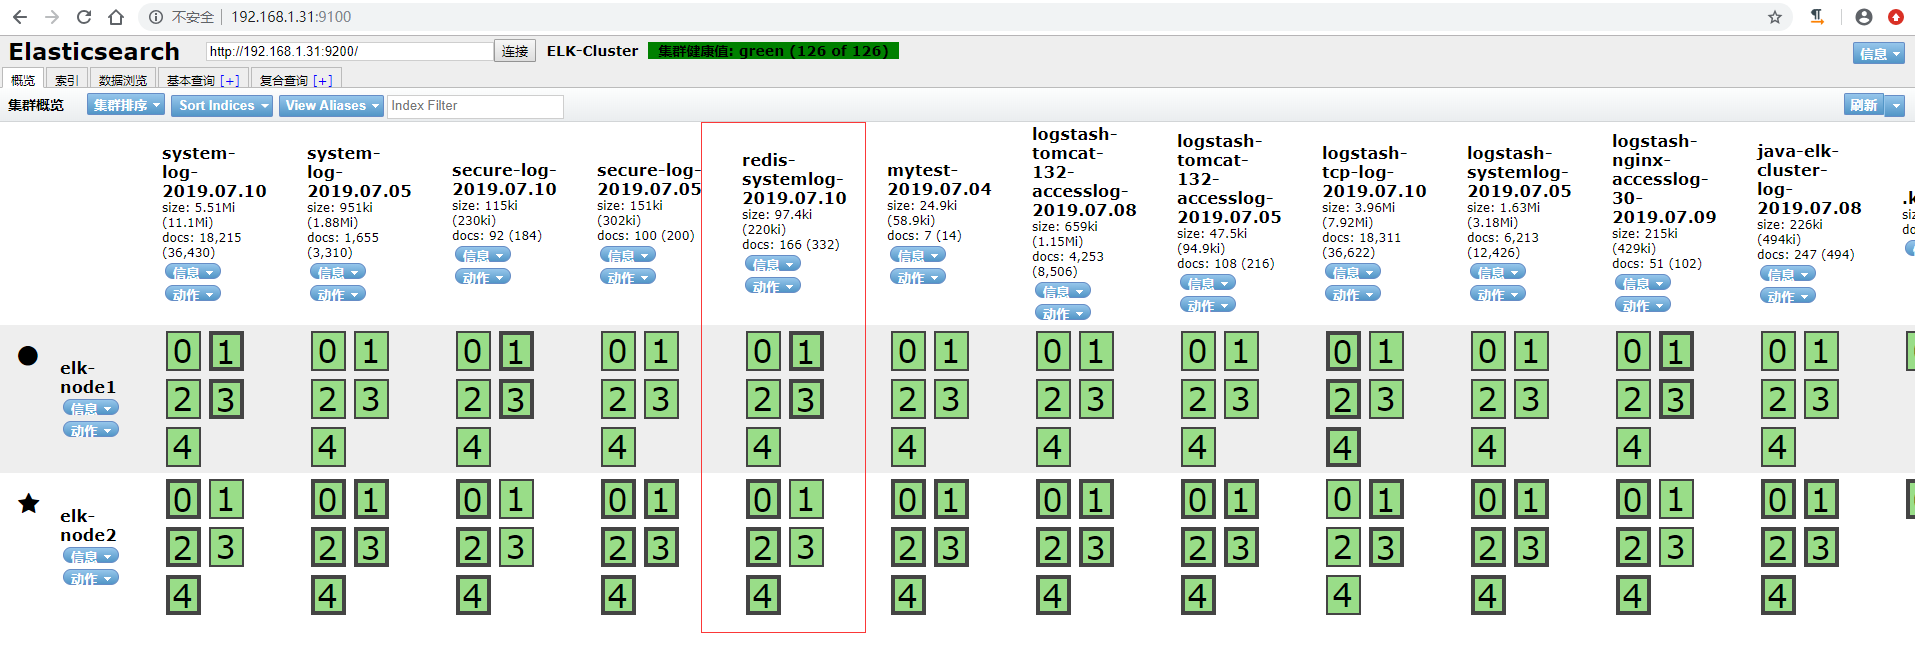 不安全 192.168.1.31:9100
Elasticsearch http://192.168.1.31:9200/ 连接 ELK-Cluster 集群健康值: green (126 of 126) 信息
概览 索引 数据浏览 基本查询 [+] 复合查询 [+]
集群概览 集群排序 Sort Indices View Aliases Index Filter 刷新
system-
log-
2019.07.10
size: 5.51Mi
(11.1Mi)
docs: 18,215
(36,430)
信息
动作
system-
log-
2019.07.05
size: 951ki
(1.88Mi)
docs: 1,655
(3,310)
信息
动作
secure-log-
2019.07.10
size: 115ki
(230ki)
docs: 92 (184)
信息
动作
secure-log-
2019.07.05
size: 151ki
(302ki)
docs: 100 (200)
信息
动作
redis-
systemlog-
2019.07.10
size: 97.4ki
(220ki)
docs: 166 (332)
信息
动作
mytest-
2019.07.04
size: 24.9ki
(58.9ki)
docs: 7 (14)
信息
动作
logstash-
tomcat-
132-
accesslog-
2019.07.08
size: 659ki
(1.15Mi)
docs: 4,253
(8,506)
信息
动作
logstash-
tomcat-
132-
accesslog-
2019.07.05
size: 47.5ki
(94.9ki)
docs: 108 (216)
信息
动作
logstash-
tcp-log-
2019.07.10
size: 3.96Mi
(7.92Mi)
docs: 18,311
(36,622)
信息
动作
logstash-
systemlog-
2019.07.05
size: 1.63Mi
(3.18Mi)
docs: 6,213
(12,426)
信息
动作
logstash-
nginx-
accesslog-
30-
2019.07.09
size: 215ki
(429ki)
docs: 51 (102)
信息
动作
java-elk-
cluster-
log-
2019.07.08
size: 226ki
(494ki)
docs: 247 (494)
信息
动作
elk-
node1
信息
动作
0 1 0 1 0 1 0 1 0 1 0 1 0 1 0 1 0 1 0 1 0 1 0 1
2 3 2 3 2 3 2 3 2 3 2 3 2 3 2 3 2 3 2 3 2 3 2 3
4 4 4 4 4 4 4 4 4 4 4 4
elk-
node2
信息
动作
0 1 0 1 0 1 0 1 0 1 0 1 0 1 0 1 0 1 0 1 0 1 0 1
2 3 2 3 2 3 2 3 2 3 2 3 2 3 2 3 2 3 2 3 2 3 2 3
4 4 4 4 4 4 4 4 4 4 4 4